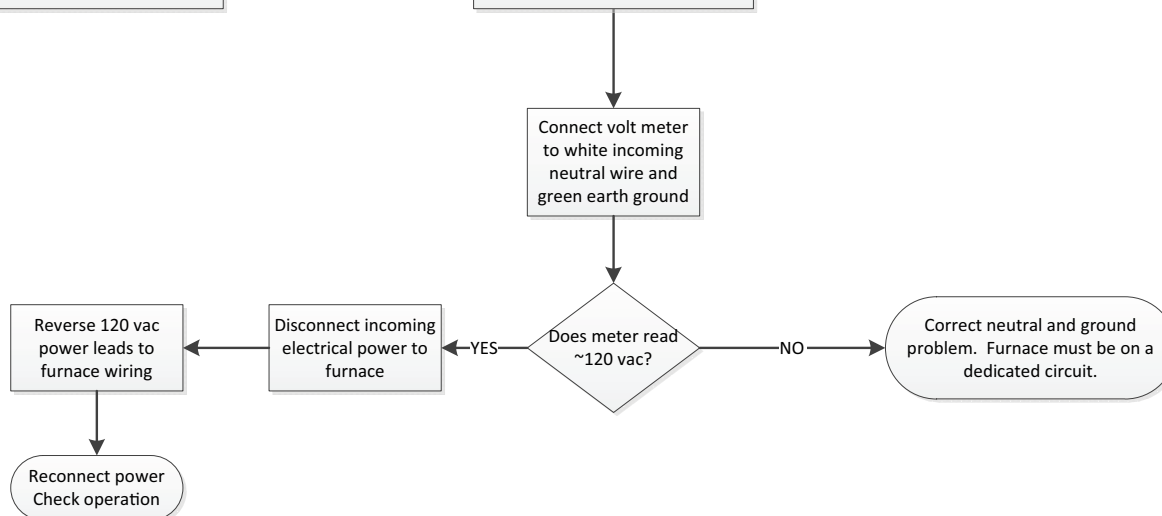 Connect volt meter
to white incoming
neutral wire and
green earth ground
Does meter read
~120 vac?
YES
NO
Disconnect incoming
electrical power to
furnace
Reverse 120 vac
power leads to
furnace wiring
Reconnect power
Check operation
Correct neutral and ground
problem.  Furnace must be on a
dedicated circuit.